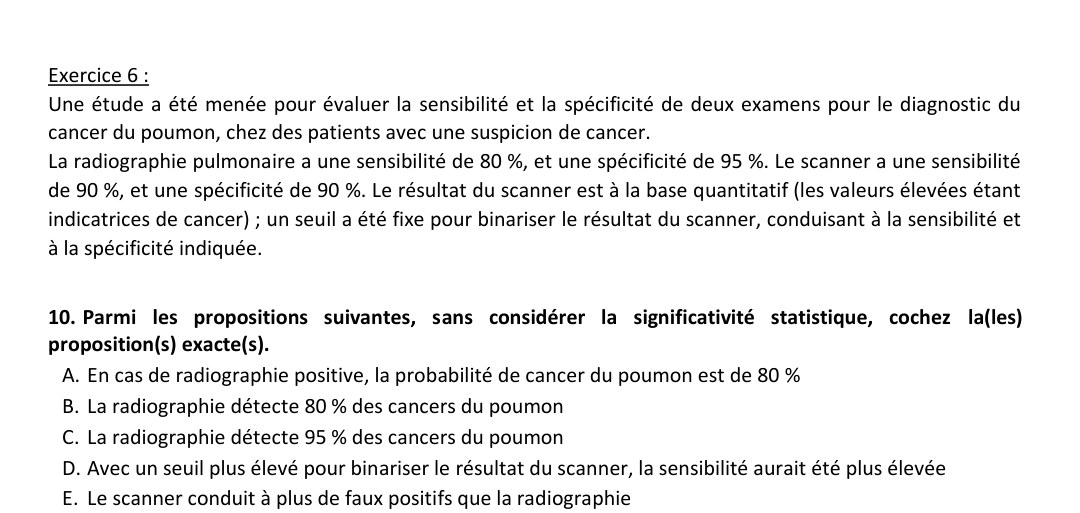 Exercice 6 :
Une étude a été menée pour évaluer la sensibilité et la spécificité de deux examens pour le diagnostic du
cancer du poumon, chez des patients avec une suspicion de cancer.
La radiographie pulmonaire a une sensibilité de 80 %, et une spécificité de 95 %. Le scanner a une sensibilité
de 90 %, et une spécificité de 90 %. Le résultat du scanner est à la base quantitatif (les valeurs élevées étant
indicatrices de cancer) ; un seuil a été fixe pour binariser le résultat du scanner, conduisant à la sensibilité et
à la spécificité indiquée.
10. Parmi les propositions suivantes, sans considérer la significativité statistique, cochez la(les)
proposition(s) exacte(s).
A. En cas de radiographie positive, la probabilité de cancer du poumon est de 80 %
B. La radiographie détecte 80 % des cancers du poumon
C. La radiographie détecte 95 % des cancers du poumon
D. Avec un seuil plus élevé pour binariser le résultat du scanner, la sensibilité aurait été plus élevée
E. Le scanner conduit à plus de faux positifs que la radiographie